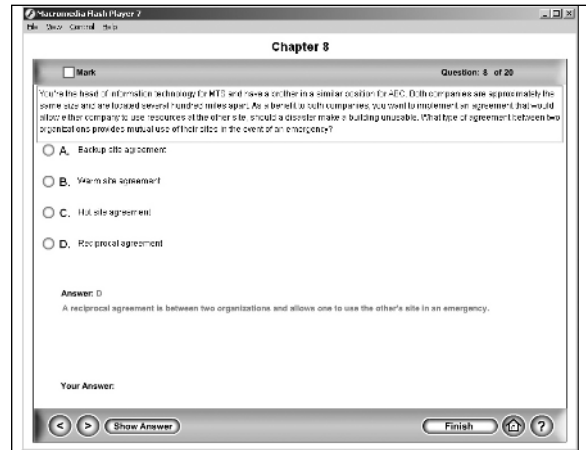 Macromedia Flash Player 7
File View Control Help
Chapter 8
Mark
Question: 8 of 20
You're the head of information technology for MTS and have a brother in a similar position for ABC. Both companies are approximately the
same size and are located several hundred miles apart. As a benefit to both companies, you want to implement an agreement that would
allow either company to use resources at the other site, should a disaster make a building unusable. What type of agreement between two
organizations provides mutual use of their sites in the event of an emergency?
A. Backup site agreement
B. Warm site agreement
C. Hot site agreement
D. Reciprocal agreement
Answer: D
A reciprocal agreement is between two organizations and allows one to use the other's site in an emergency.
Your Answer:
< > Show Answer Finish ?